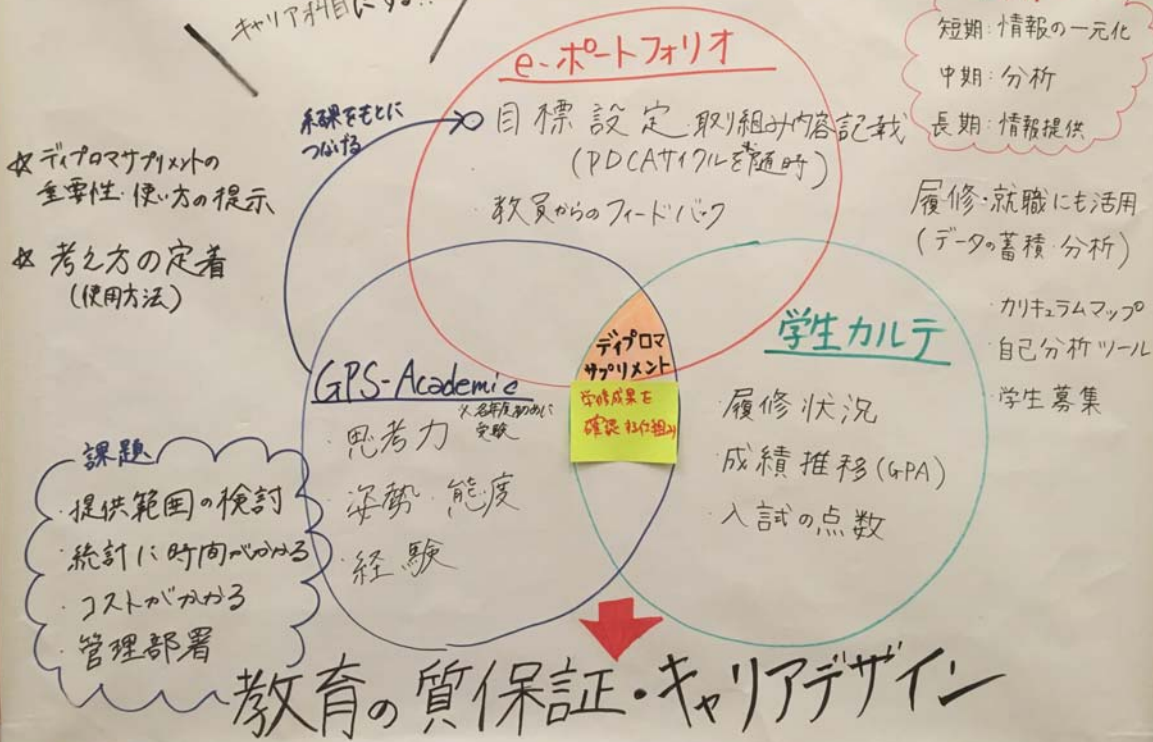 キャリア科目にする!!
短期:情報の一元化
中期:分析
長期:情報提供
e-ポートフォリオ
結果をもとに
つなげる
目標設定・取り組み内容記載
(PDCAサイクルを随時)
・教員からのフィードバック
☆ディプロマサプリメントの
重要性・使い方の提示
☆考え方の定着
(使用方法)
履修・就職にも活用
(データの蓄積・分析)
・カリキュラムマップ
・自己分析ツール
・学生募集
ディプロマ
サプリメント
学修成果を
確認する仕組み
GPS-Academic
※各年度初めに
受験
・思考力
・姿勢・態度
・経験
学生カルテ
・履修状況
・成績推移(GPA)
・入試の点数
課題
・提供範囲の検討
・統計に時間がかかる
・コストがかかる
・管理部署
教育の質保証・キャリアデザイン